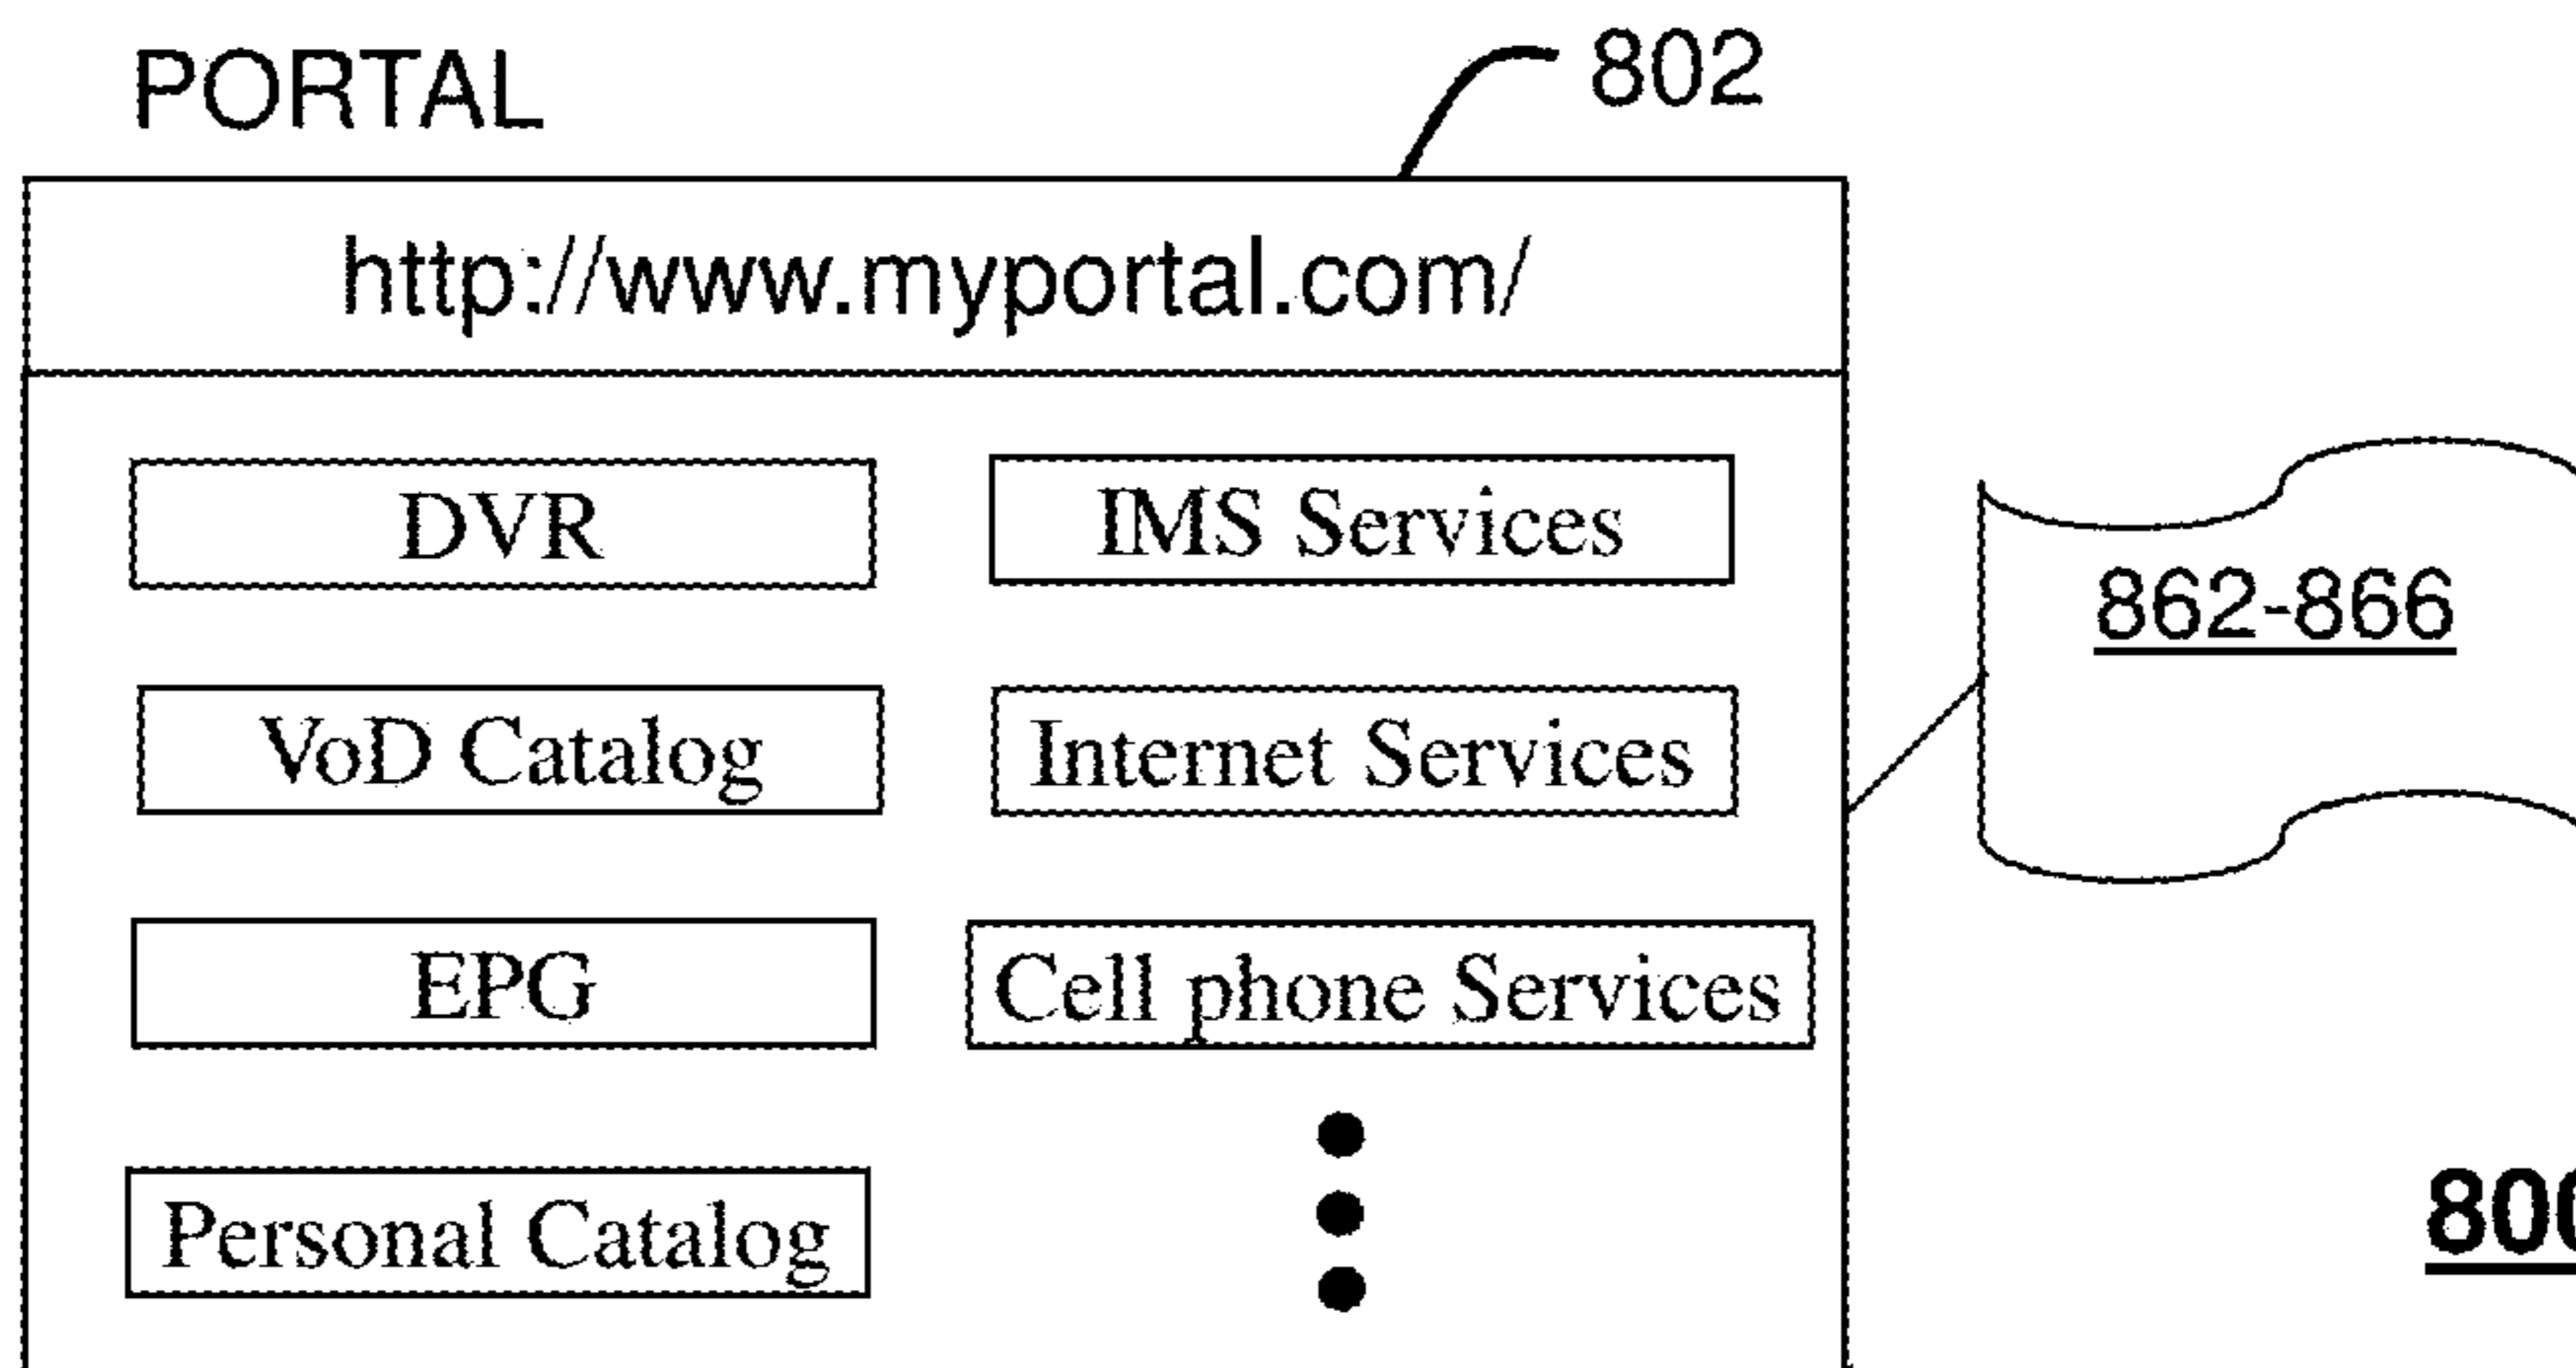 PORTAL
802
http://www.myportal.com/
DVR
IMS Services
862-866
VoD Catalog
Internet Services
EPG
Cell phone Services
Personal Catalog